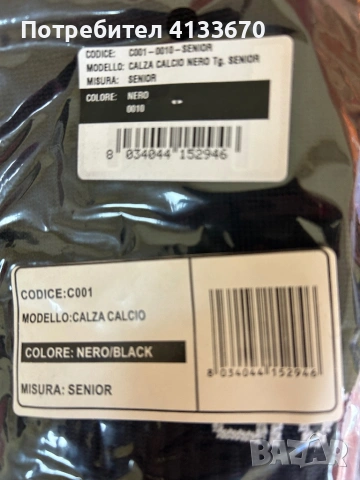 Потребител 4133670
CODICE: C001-0010-SENIOR
MODELLO: CALZA CALCIO NERO Tg. SENIOR
MISURA: SENIOR
COLORE: NERO
0010
8 034044 152946
CODICE:C001
MODELLO:CALZA CALCIO
COLORE: NERO/BLACK
MISURA: SENIOR
8 034044 152946
BAZAR